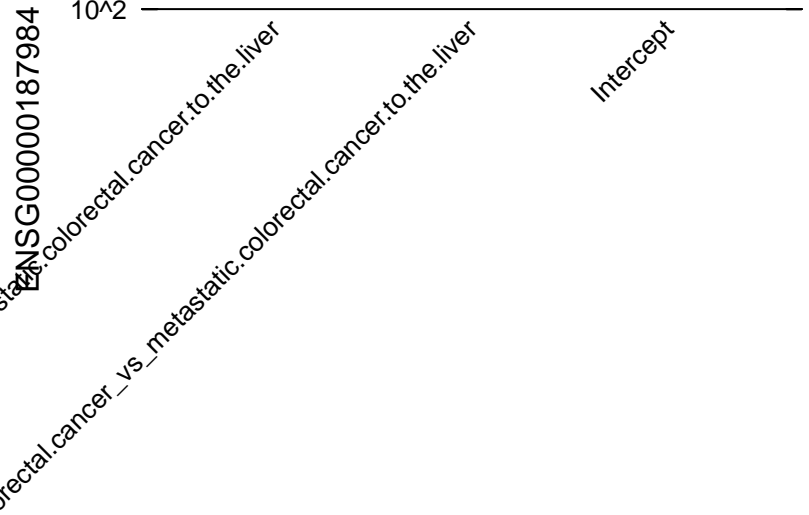 10^2
ENSG00000187984
static.colorectal.cancer.to.the.liver
orectal.cancer_vs_metastatic.colorectal.cancer.to.the.liver
Intercept